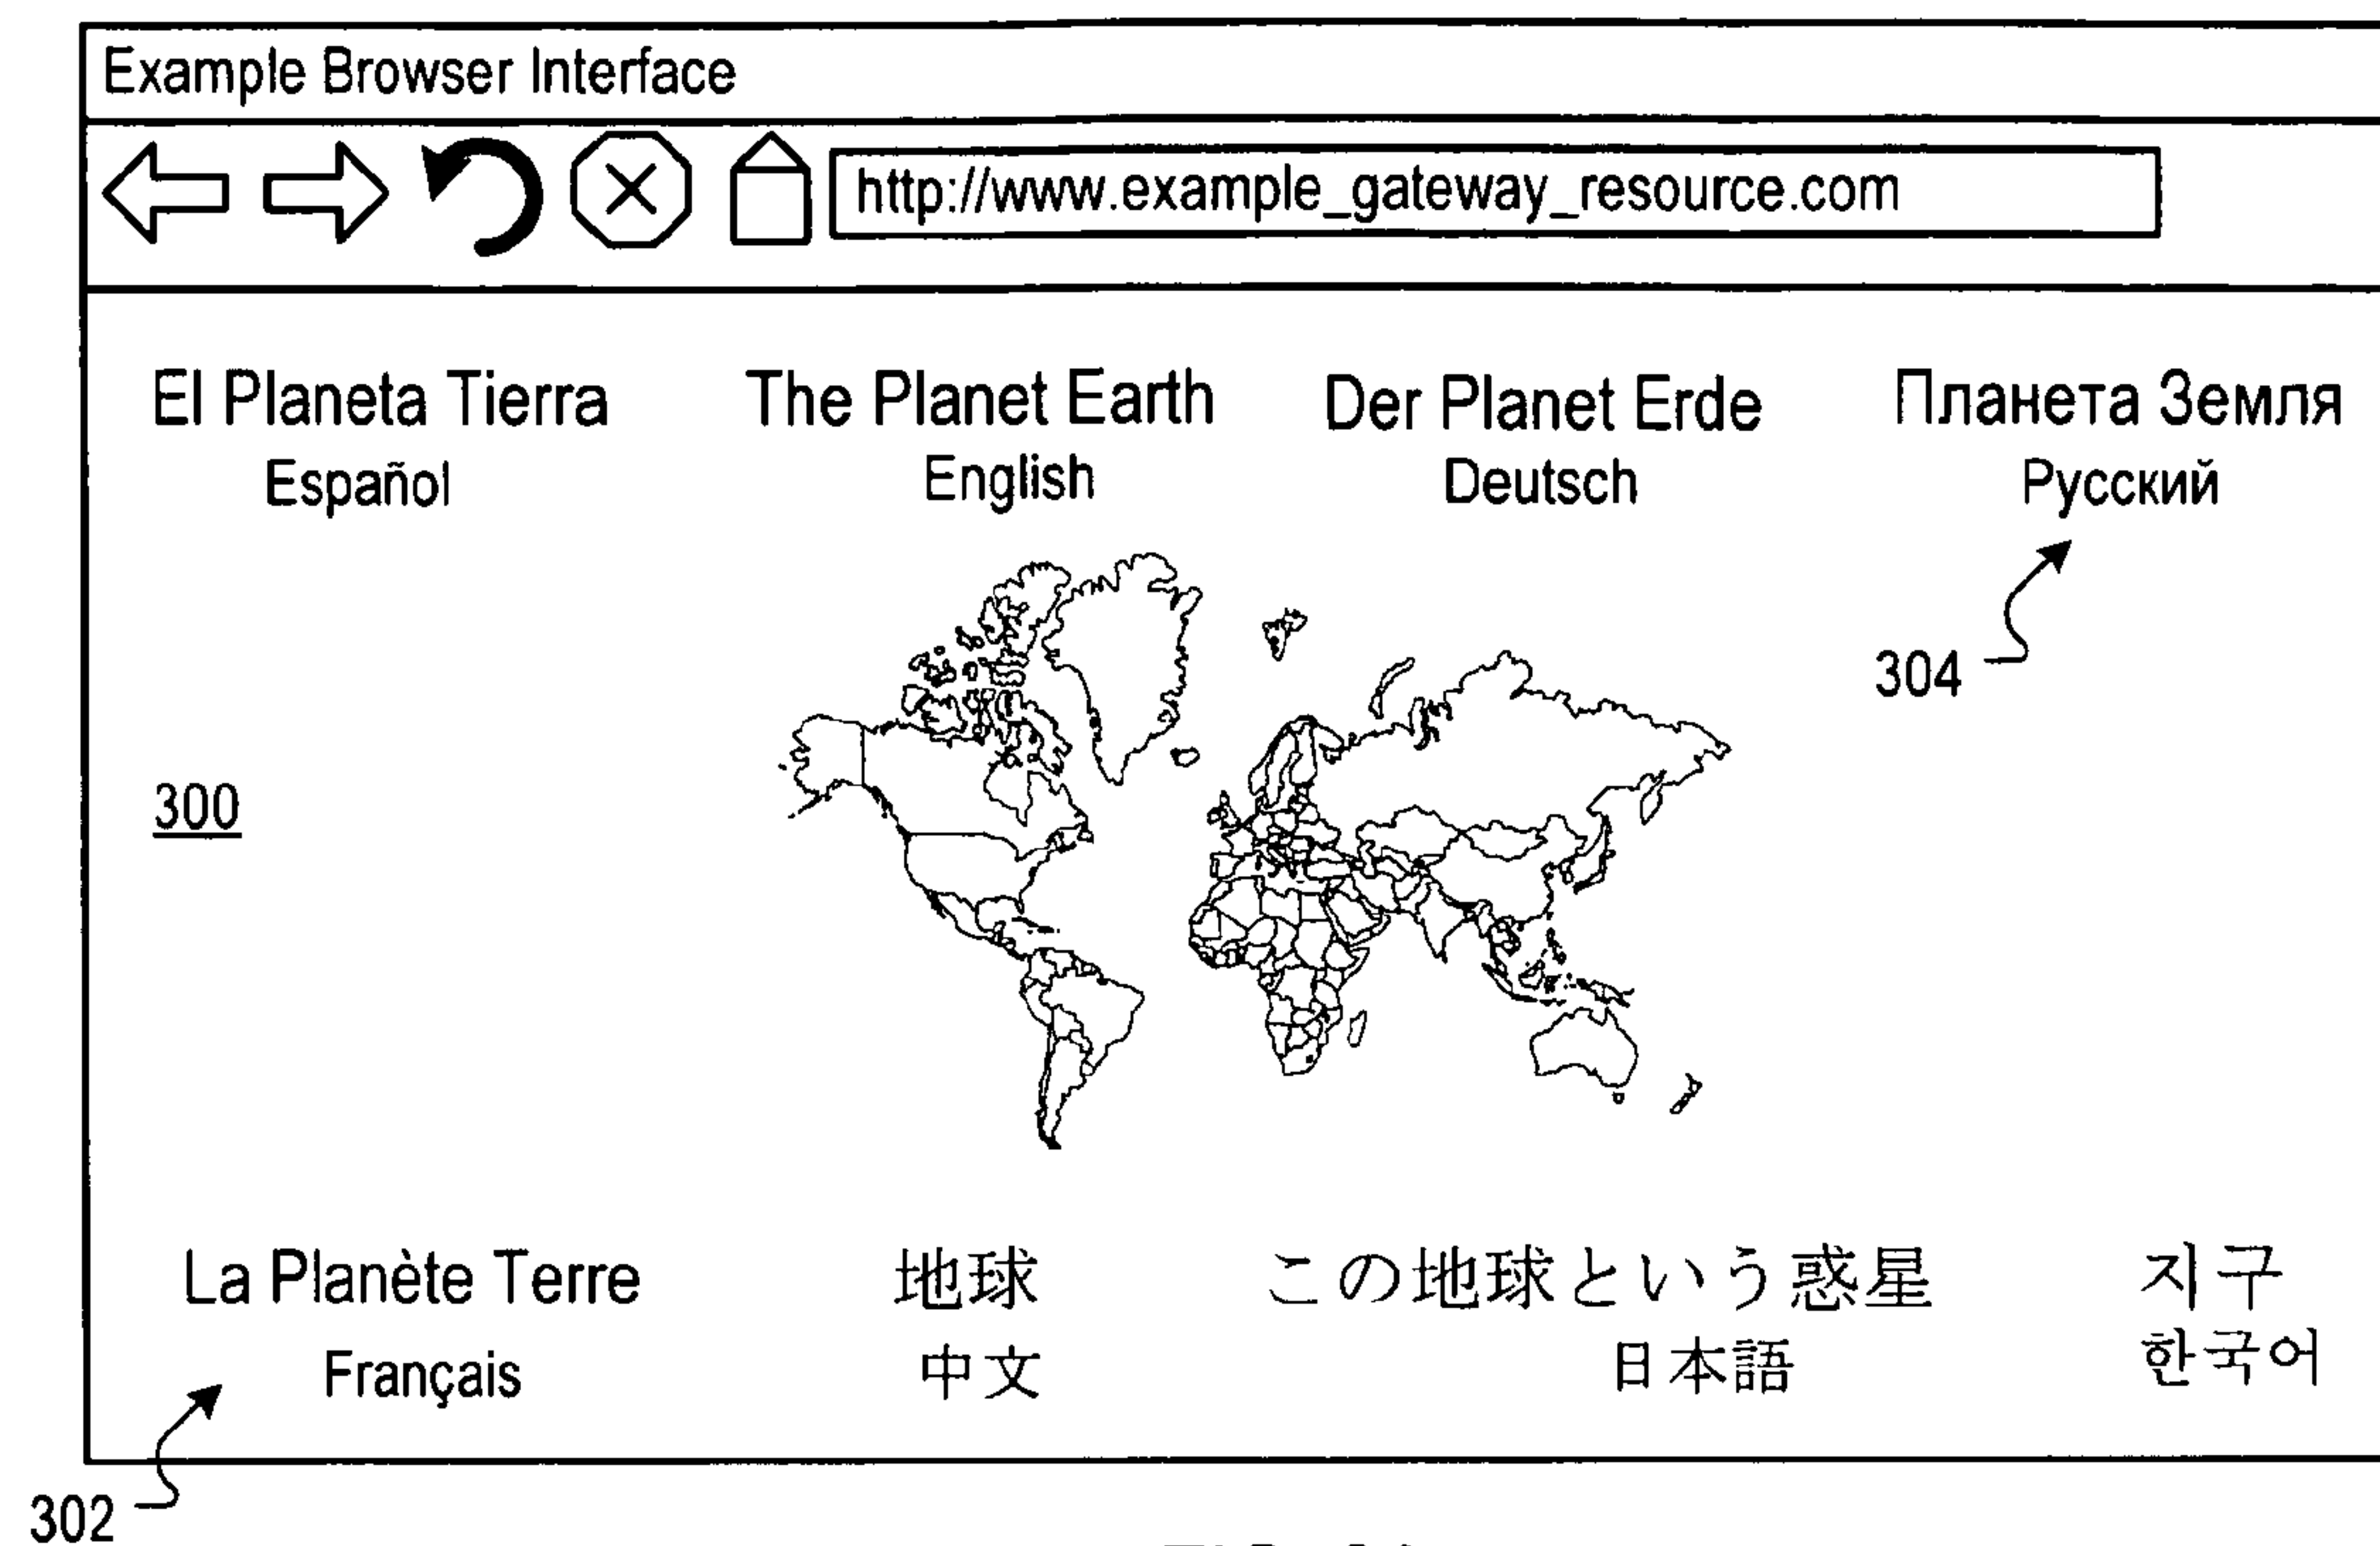 Example Browser Interface
http://www.example_gateway_resource.com
El Planeta Tierra
Español
The Planet Earth
English
Der Planet Erde
Deutsch
Планета Земля
Русский
304
300
La Planète Terre
Français
地球
中文
この地球という惑星
日本語
지구
한국어
302